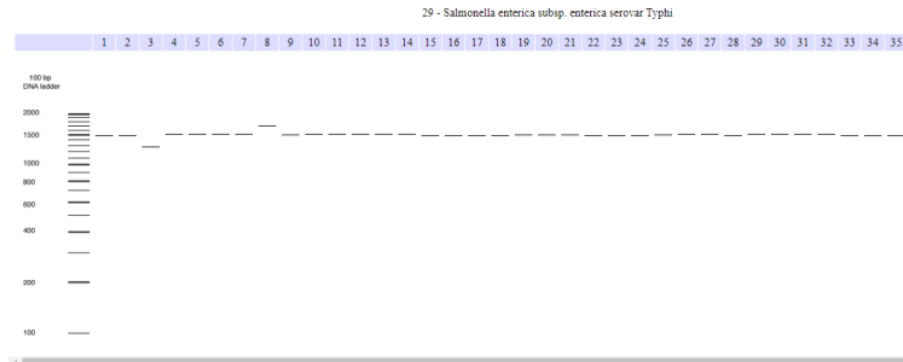 29 - Salmonella enterica subsp. enterica serovar Typhi
1 2 3 4 5 6 7 8 9 10 11 12 13 14 15 16 17 18 19 20 21 22 23 24 25 26 27 28 29 30 31 32 33 34 35
100 bp
DNA ladder
2000
1500
1000
800
600
400
200
100